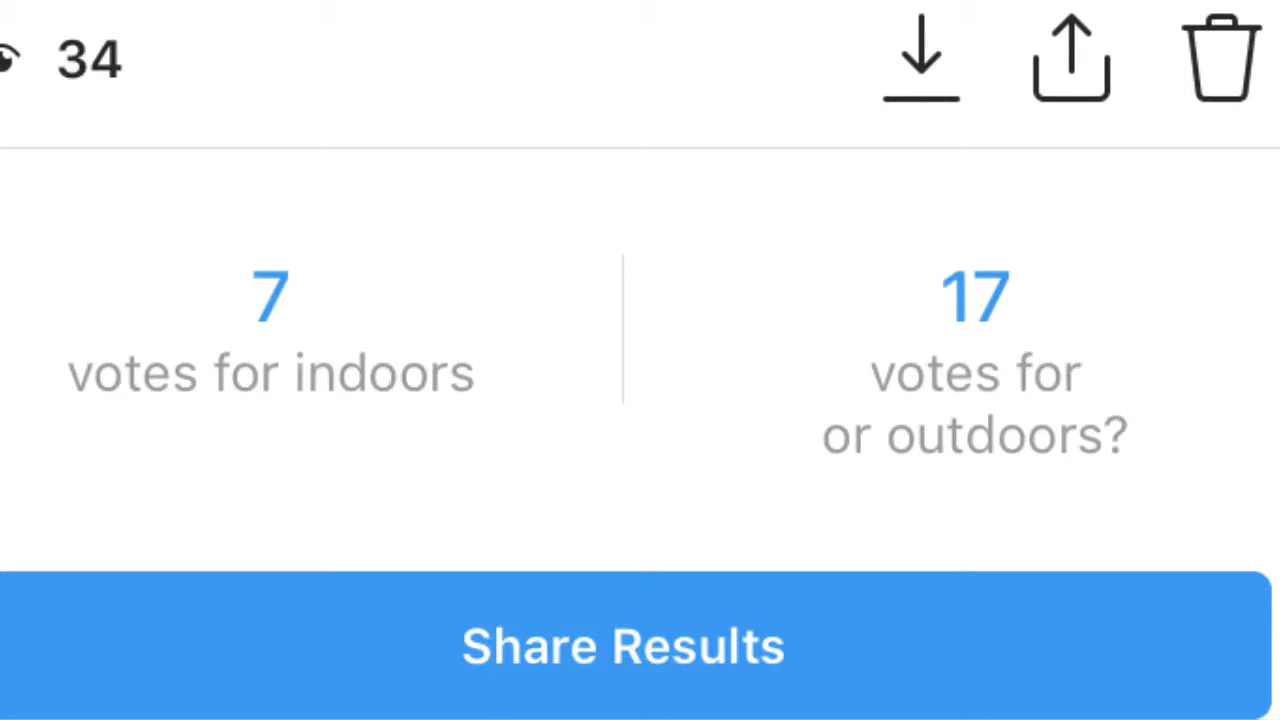 34
7
votes for indoors
17
votes for
or outdoors?
Share Results